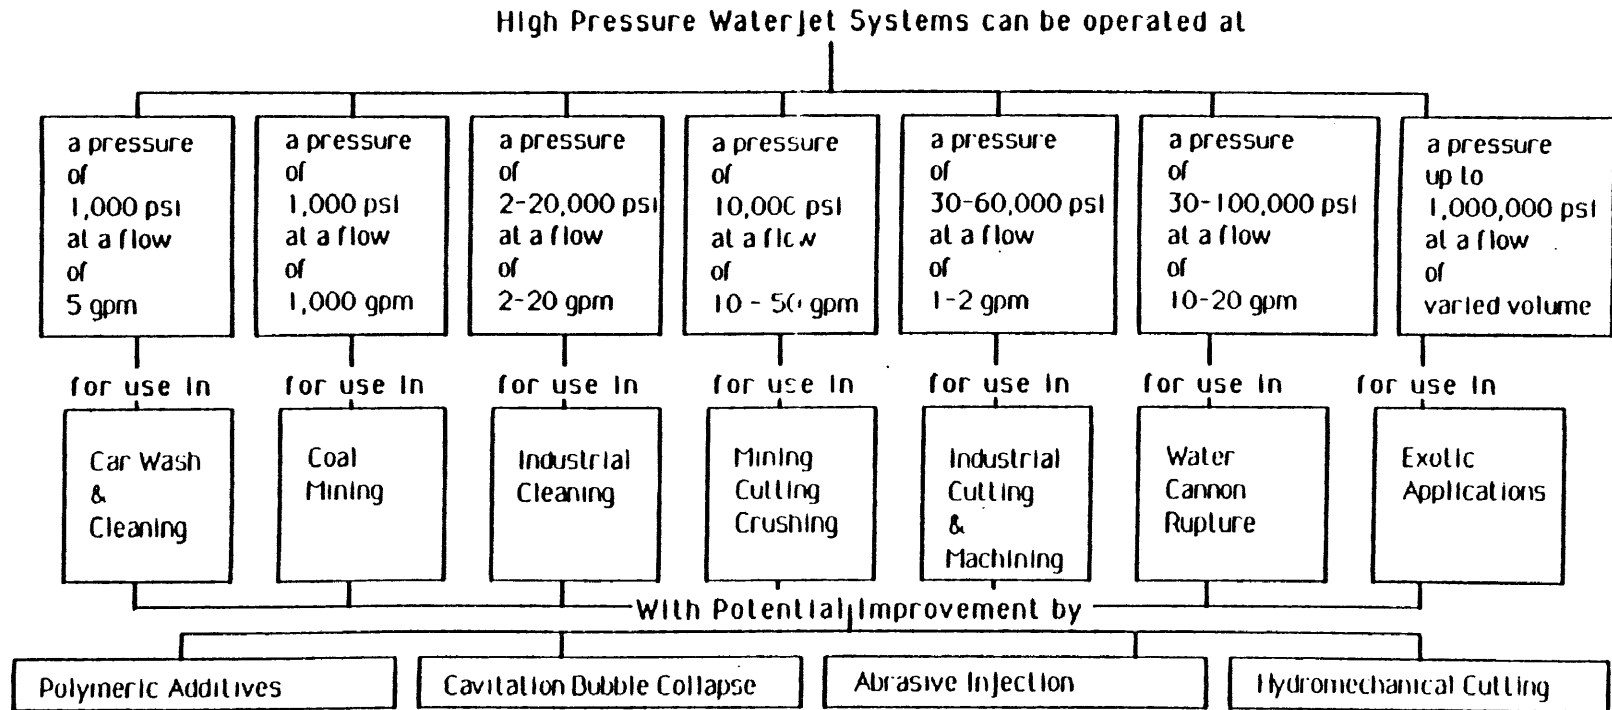 High Pressure Waterjet Systems can be operated at
a pressure
of
1,000 psi
at a flow
of
5 gpm
a pressure
of
1,000 psi
at a flow
of
1,000 gpm
a pressure
of
2-20,000 psi
at a flow
of
2-20 gpm
a pressure
of
10,000 psi
at a flow
of
10 - 50 gpm
a pressure
of
30-60,000 psi
at a flow
of
1-2 gpm
a pressure
of
30-100,000 psi
at a flow
of
10-20 gpm
a pressure
up to
1,000,000 psi
at a flow
of
varied volume
for use in
for use in
for use in
for use in
for use in
for use in
for use in
Car Wash
&
Cleaning
Coal
Mining
Industrial
Cleaning
Mining
Cutting
Crushing
Industrial
Cutting
&
Machining
Water
Cannon
Rupture
Exotic
Applications
With Potential Improvement by
Polymeric Additives
Cavitation Bubble Collapse
Abrasive Injection
Hydromechanical Cutting